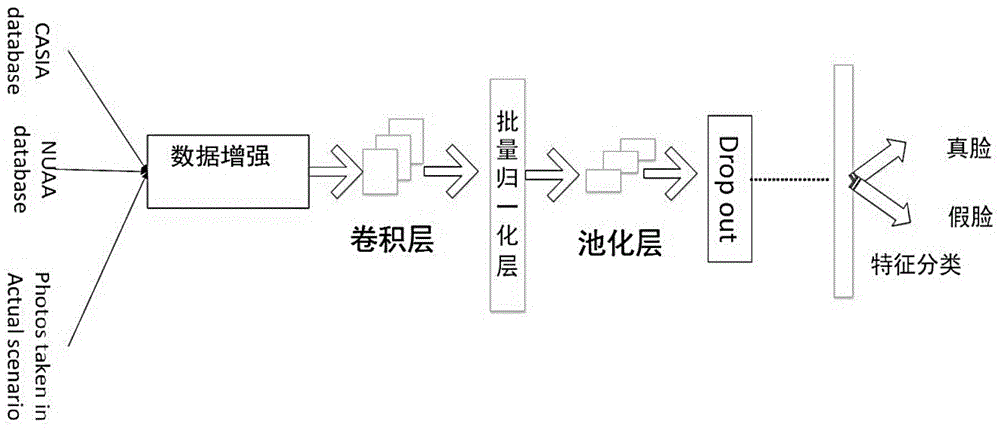 CASIA
database
NUAA
database
Photos taken in
Actual scenario
数据增强
卷积层
批量归一化层
池化层
Drop out
真脸
假脸
特征分类